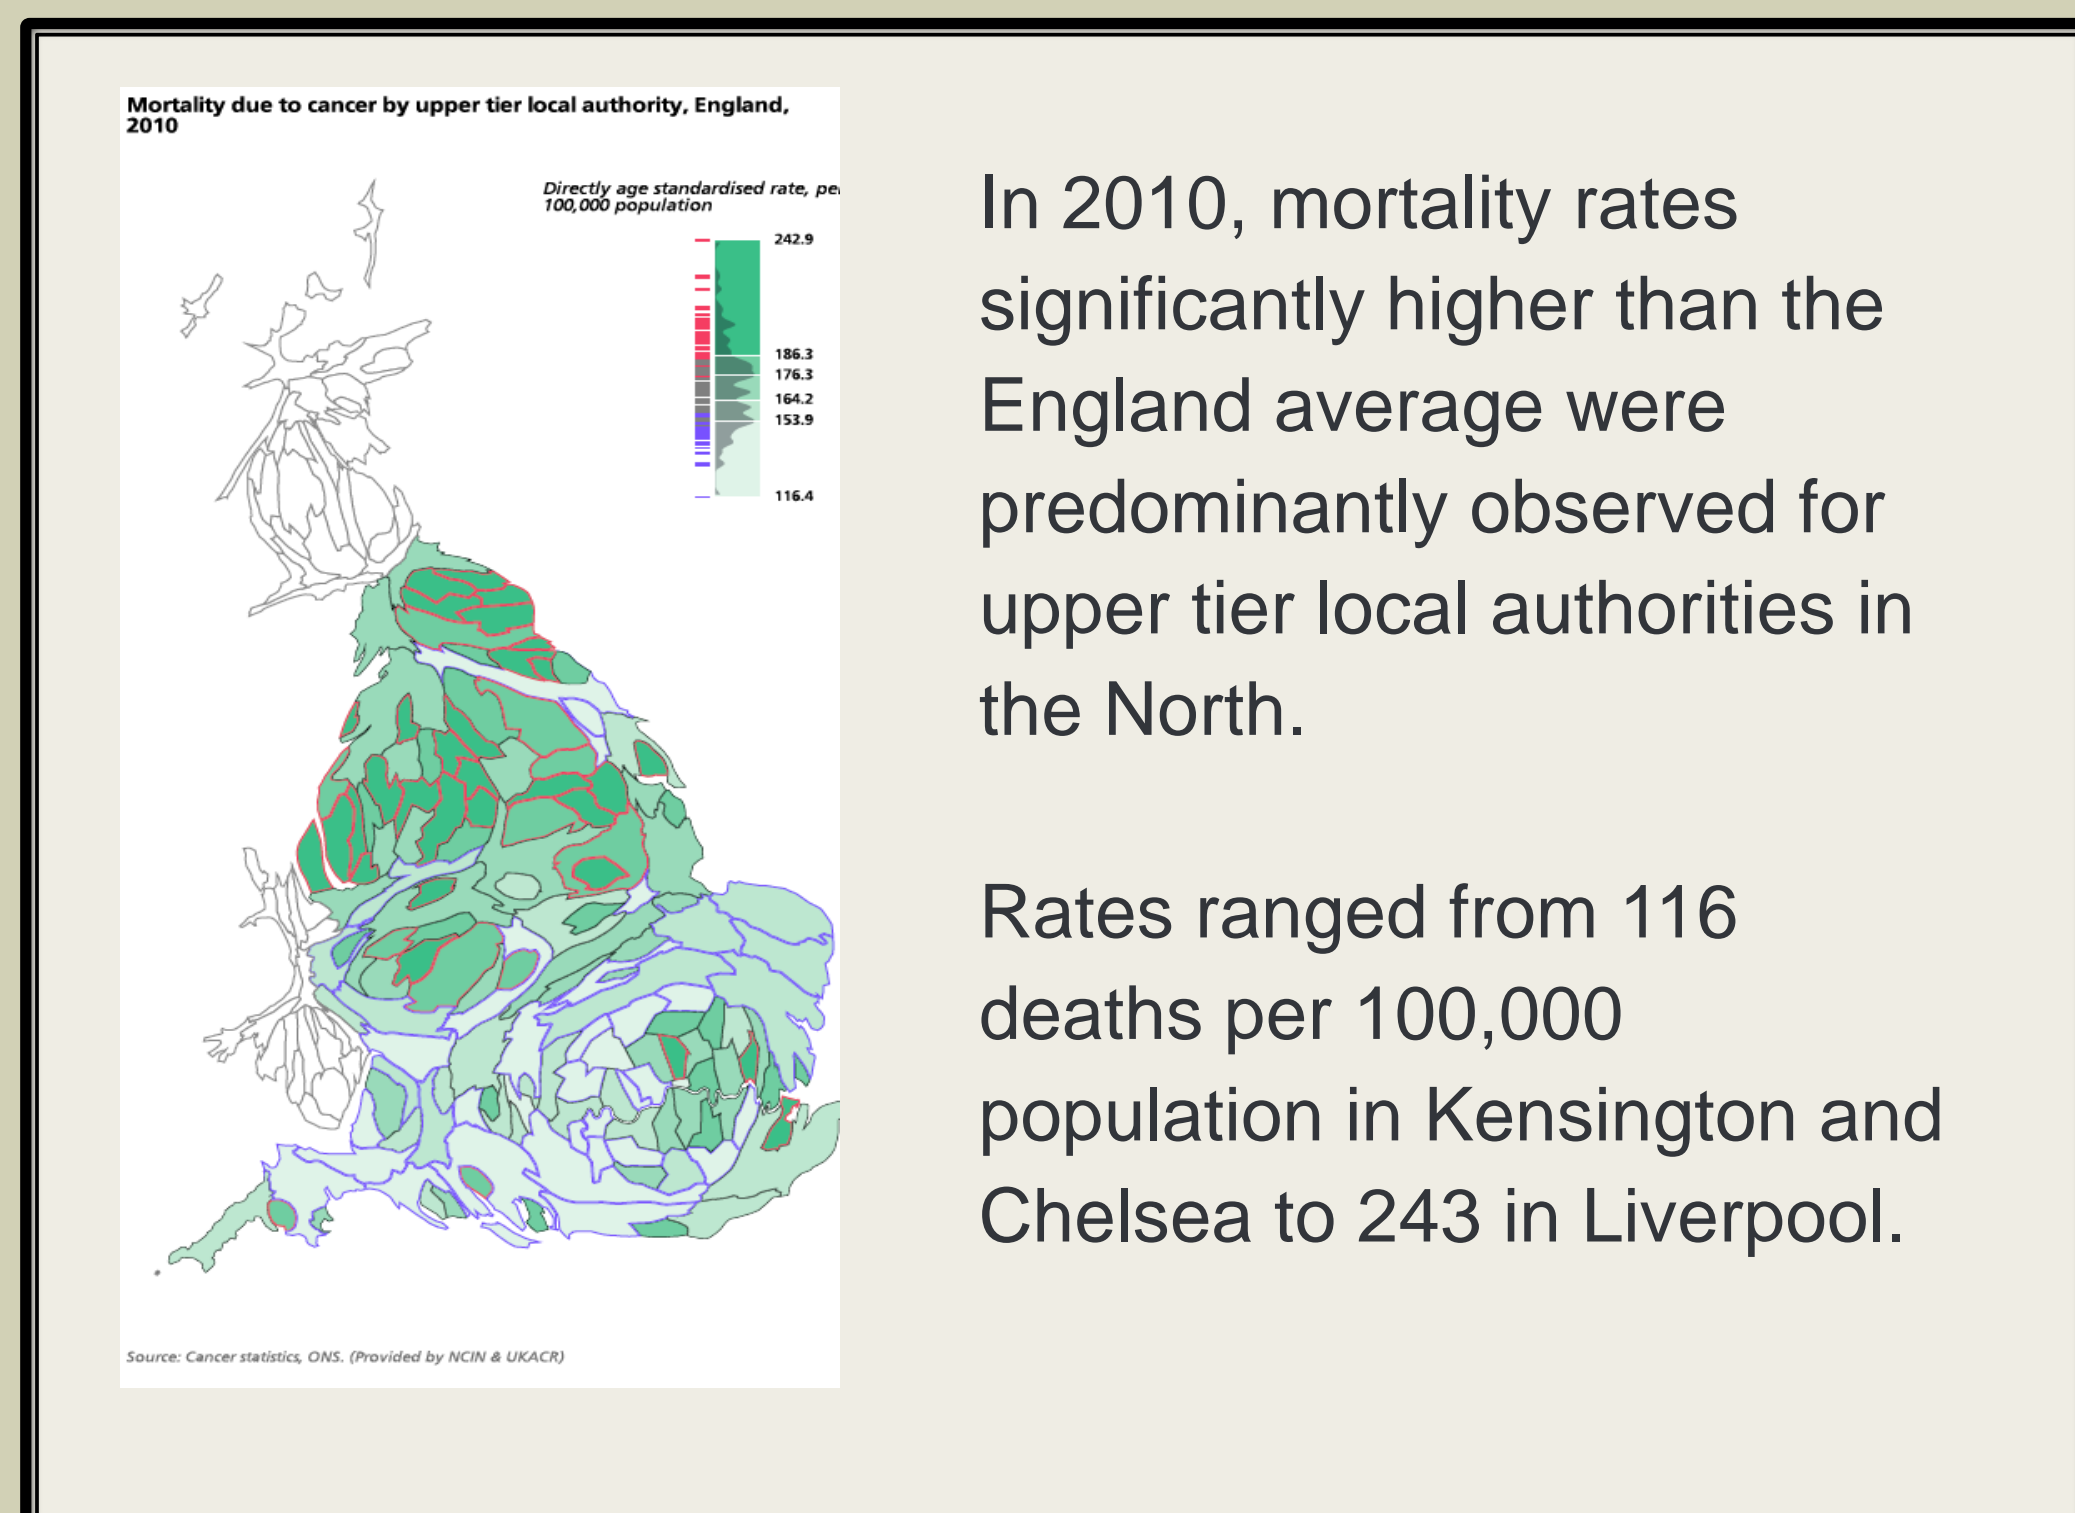 Mortality due to cancer by upper tier local authority, England,
2010
Directly age standardised rate, pe
100,000 population
242.9
186.3
176.3
164.2
153.9
116.4
Source: Cancer statistics, ONS. (Provided by NCIN & UKACR)
In 2010, mortality rates
significantly higher than the
England average were
predominantly observed for
upper tier local authorities in
the North.
Rates ranged from 116
deaths per 100,000
population in Kensington and
Chelsea to 243 in Liverpool.